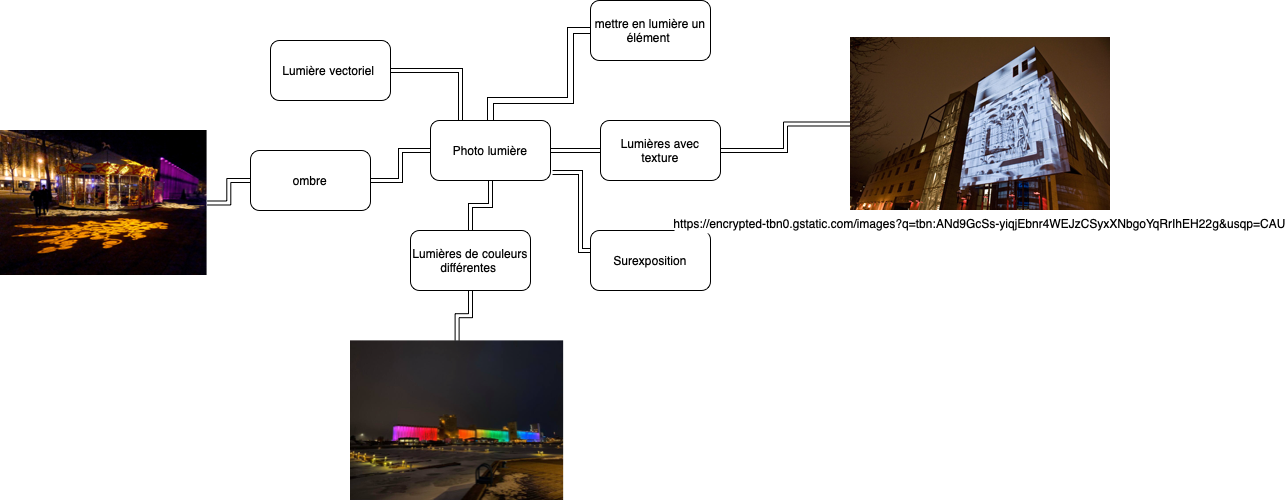 mettre en lumière un
élément
Lumière vectoriel
Photo lumière
Lumières avec
texture
ombre
https://encrypted-tbn0.gstatic.com/images?q=tbn:ANd9GcSs-yiqjEbnr4WEJzCSyxXNbgoYqRrIhEH22g&usqp=CAU
Lumières de couleurs
différentes
Surexposition